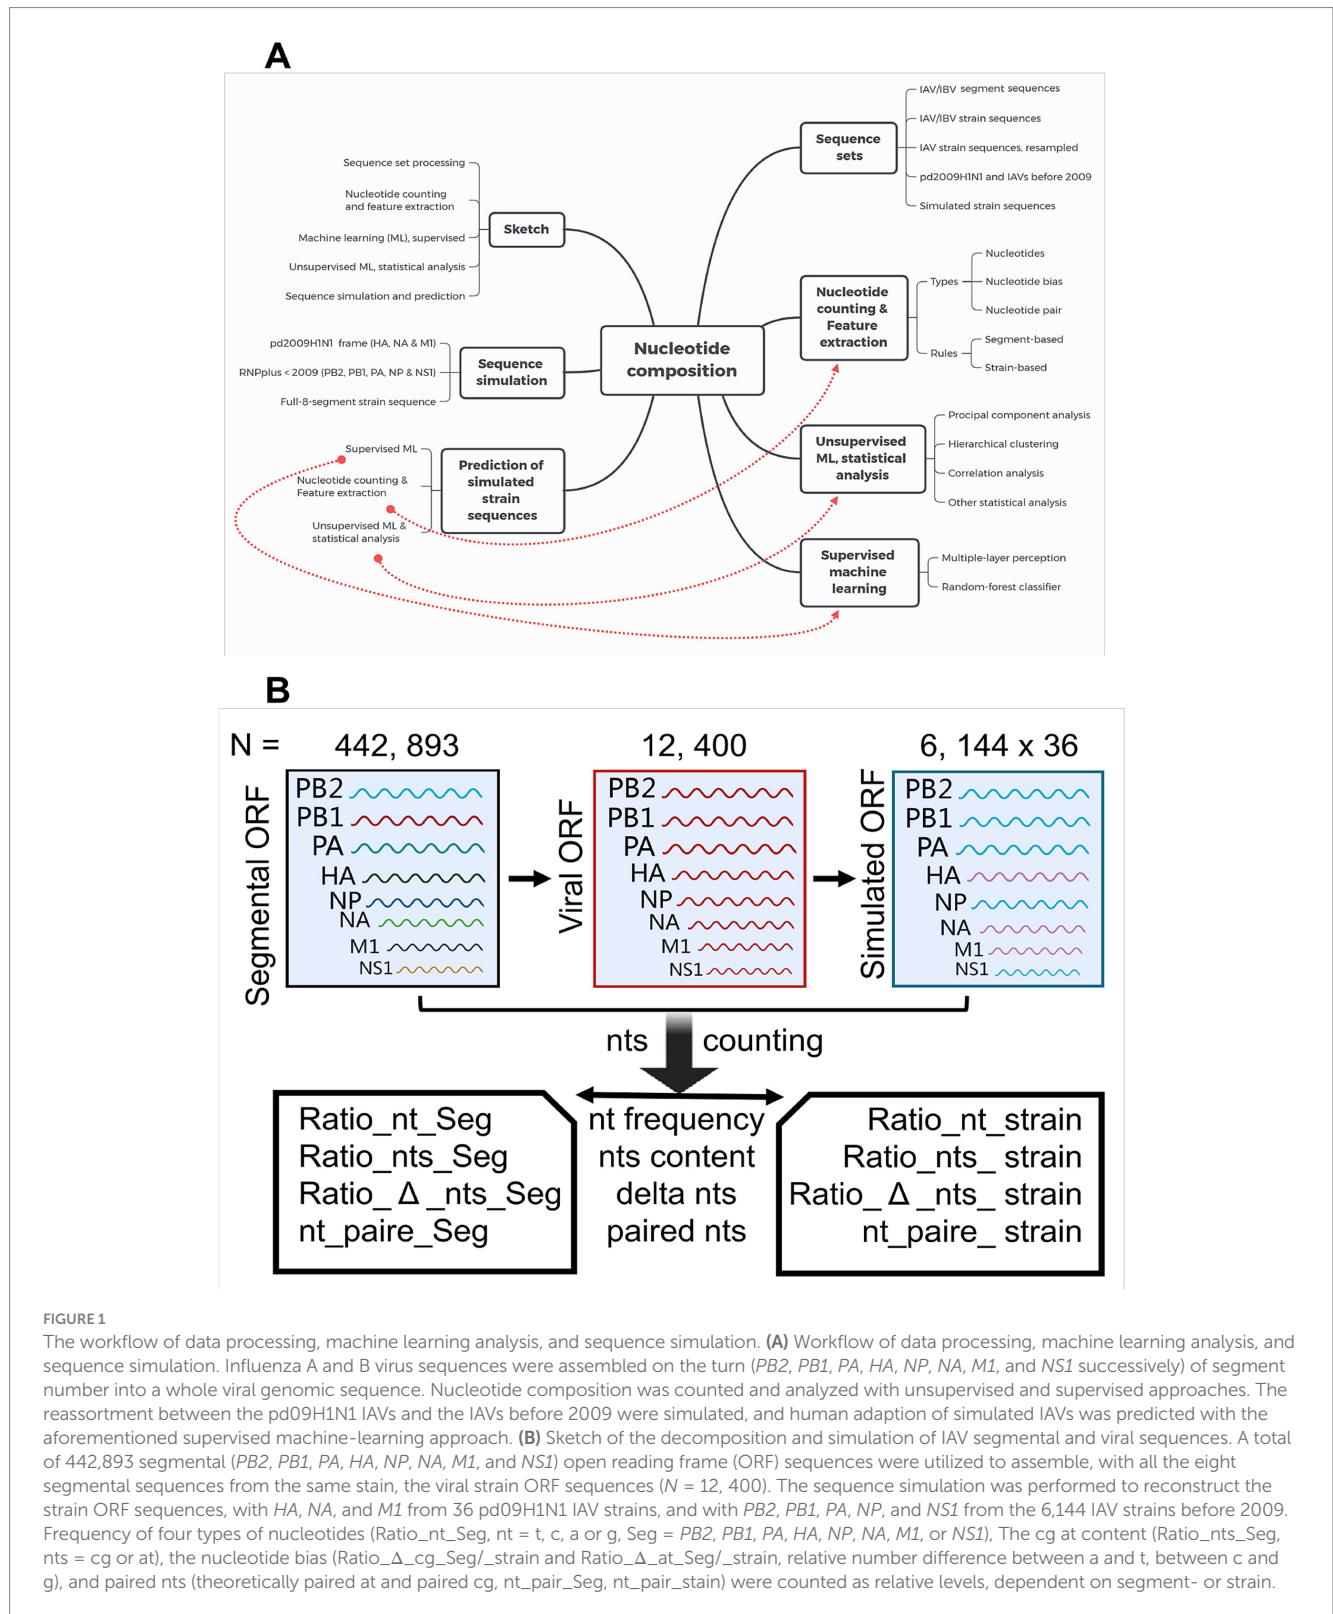 A
Sketch
Sequence set processing
Nucleotide counting
and feature extraction
Machine learning (ML), supervised
Unsupervised ML, statistical analysis
Sequence simulation and prediction
Sequence
simulation
pd2009H1N1 frame (HA, NA & M1)
RNPplus < 2009 (PB2, PB1, PA, NP & NS1)
Full-8-segment strain sequence
Prediction of
simulated
strain
sequences
Supervised ML
Nucleotide counting &
Feature extraction
Unsupervised ML &
statistical analysis
Nucleotide
composition
Sequence
sets
IAV/IBV segment sequences
IAV/IBV strain sequences
IAV strain sequences, resampled
pd2009H1N1 and IAVs before 2009
Simulated strain sequences
Nucleotide
counting &
Feature
extraction
Types
Nucleotides
Nucleotide bias
Nucleotide pair
Rules
Segment-based
Strain-based
Unsupervised
ML, statistical
analysis
Procipal component analysis
Hierarchical clustering
Correlation analysis
Other statistical analysis
Supervised
machine
learning
Multiple-layer perception
Random-forest classifier
B
N = 442, 893 12, 400 6, 144 x 36
Segmental ORF
PB2
PB1
PA
HA
NP
NA
M1
NS1
Viral ORF
PB2
PB1
PA
HA
NP
NA
M1
NS1
Simulated ORF
PB2
PB1
PA
HA
NP
NA
M1
NS1
nts counting
Ratio_nt_Seg nt frequency Ratio_nt_strain
Ratio_nts_Seg nts content Ratio_nts_ strain
Ratio_ Δ _nts_Seg delta nts Ratio_ Δ _nts_ strain
nt_paire_Seg paired nts nt_paire_ strain
FIGURE 1
The workflow of data processing, machine learning analysis, and sequence simulation. (A) Workflow of data processing, machine learning analysis, and
sequence simulation. Influenza A and B virus sequences were assembled on the turn (PB2, PB1, PA, HA, NP, NA, M1, and NS1 successively) of segment
number into a whole viral genomic sequence. Nucleotide composition was counted and analyzed with unsupervised and supervised approaches. The
reassortment between the pd09H1N1 IAVs and the IAVs before 2009 were simulated, and human adaption of simulated IAVs was predicted with the
aforementioned supervised machine-learning approach. (B) Sketch of the decomposition and simulation of IAV segmental and viral sequences. A total
of 442,893 segmental (PB2, PB1, PA, HA, NP, NA, M1, and NS1) open reading frame (ORF) sequences were utilized to assemble, with all the eight
segmental sequences from the same stain, the viral strain ORF sequences (N = 12, 400). The sequence simulation was performed to reconstruct the
strain ORF sequences, with HA, NA, and M1 from 36 pd09H1N1 IAV strains, and with PB2, PB1, PA, NP, and NS1 from the 6,144 IAV strains before 2009.
Frequency of four types of nucleotides (Ratio_nt_Seg, nt = t, c, a or g, Seg = PB2, PB1, PA, HA, NP, NA, M1, or NS1), The cg at content (Ratio_nts_Seg,
nts = cg or at), the nucleotide bias (Ratio_Δ_cg_Seg/_strain and Ratio_Δ_at_Seg/_strain, relative number difference between a and t, between c and
g), and paired nts (theoretically paired at and paired cg, nt_pair_Seg, nt_pair_stain) were counted as relative levels, dependent on segment- or strain.